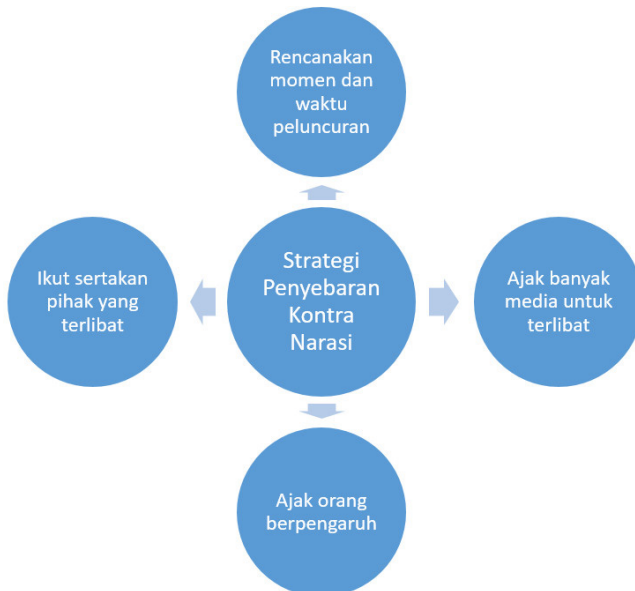 Rencanakan
momen dan
waktu
peluncuran
Ikut sertakan
pihak yang
terlibat
Strategi
Penyebaran
Kontra
Narasi
Ajak banyak
media untuk
terlibat
Ajak orang
berpengaruh